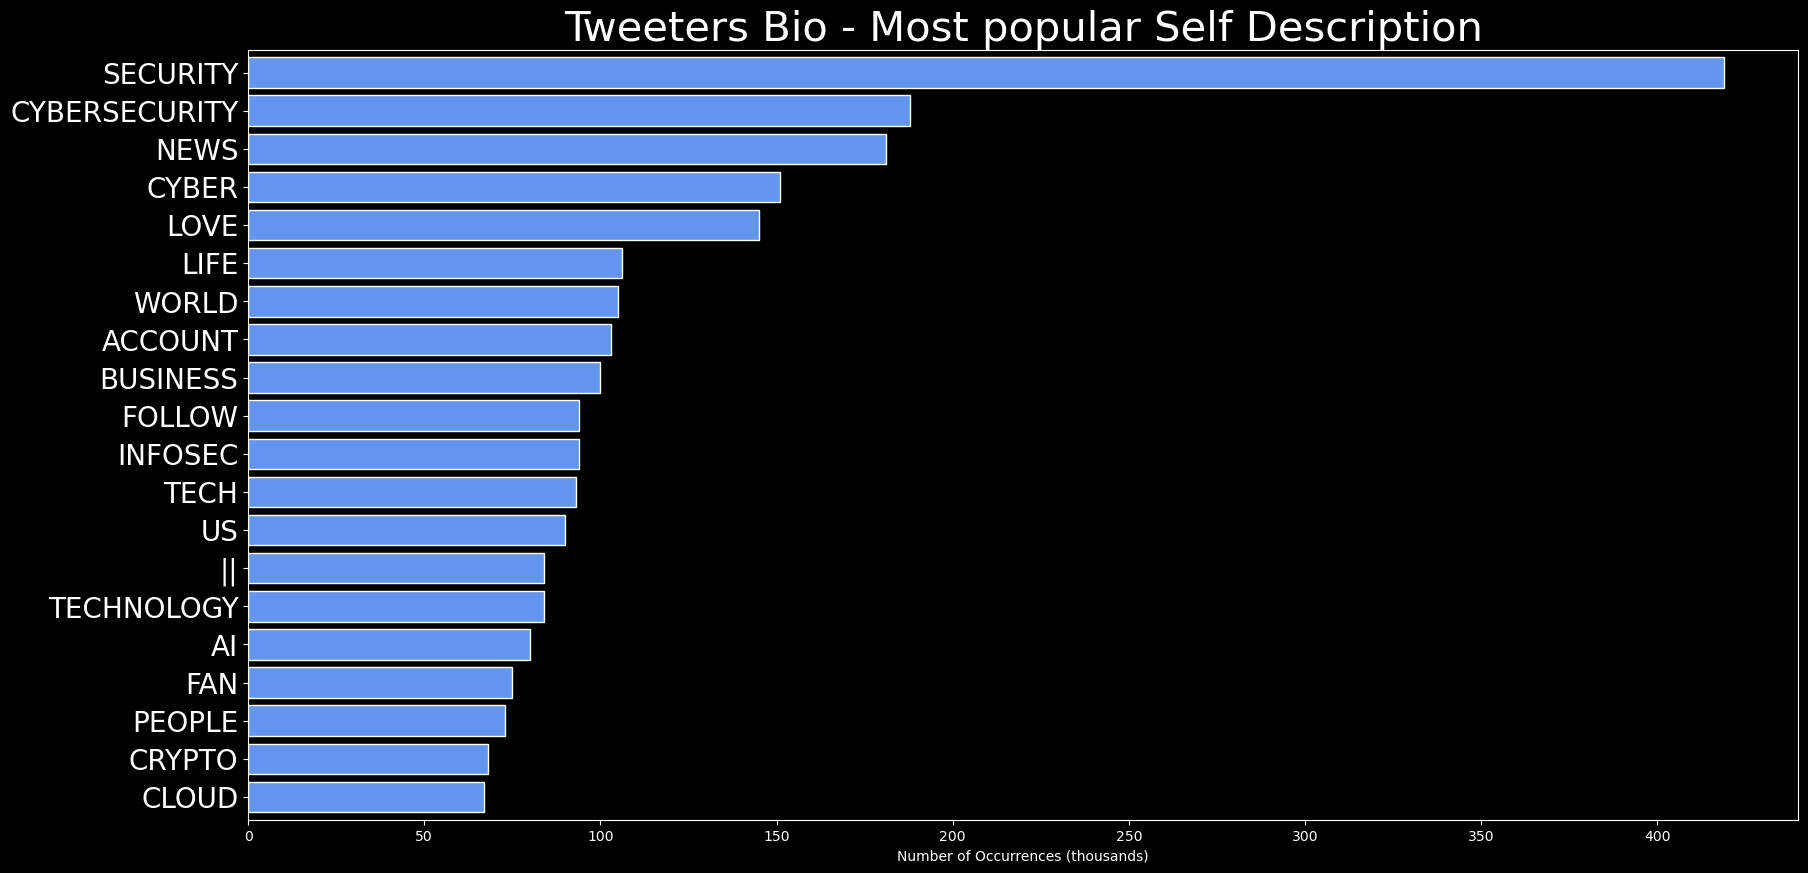 Tweeters Bio - Most popular Self Description
SECURITY
CYBERSECURITY
NEWS
CYBER
LOVE
LIFE
WORLD
ACCOUNT
BUSINESS
FOLLOW
INFOSEC
TECH
US
||
TECHNOLOGY
AI
FAN
PEOPLE
CRYPTO
CLOUD
0 50 100 150 200 250 300 350 400
Number of Occurrences (thousands)